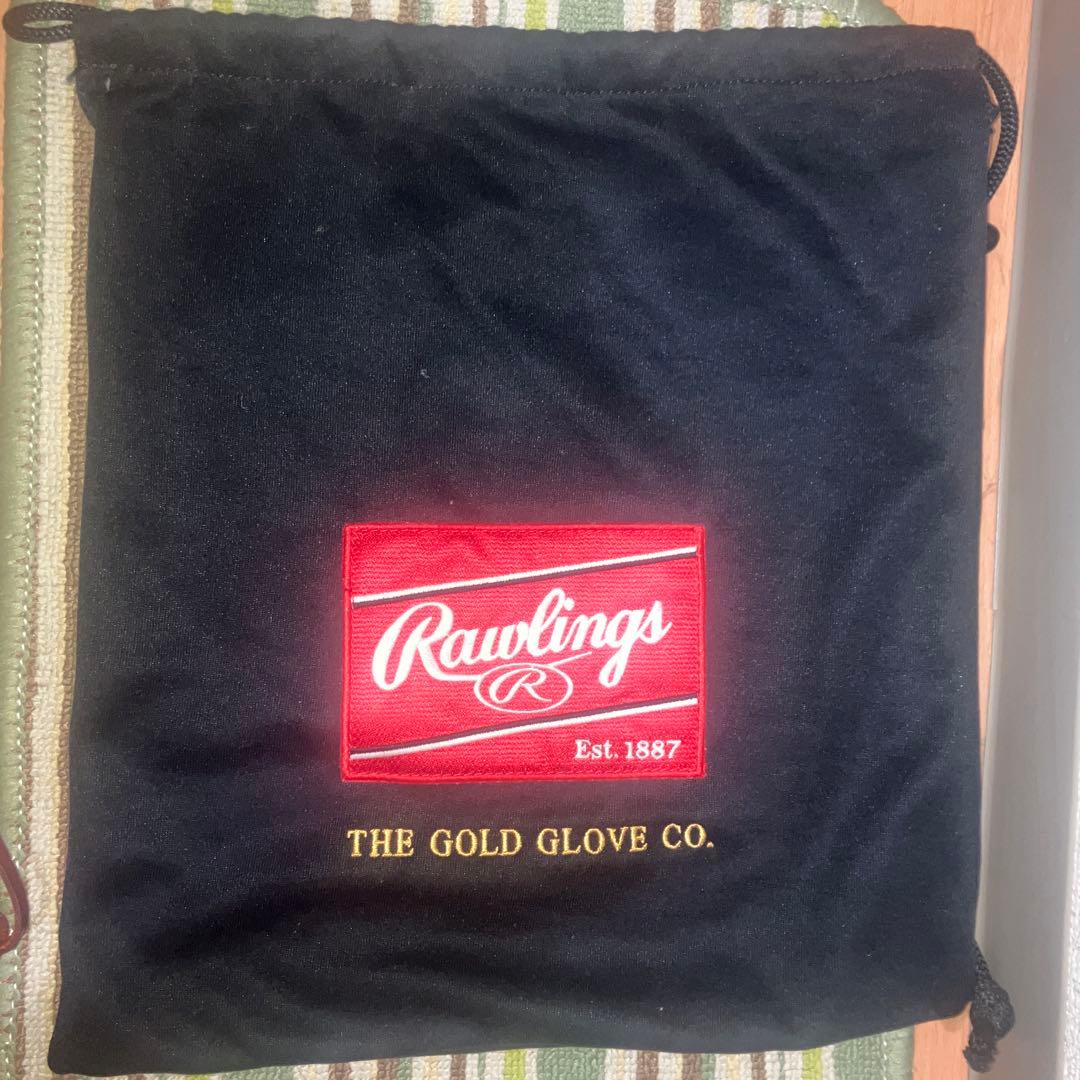 Rawlings
R
Est. 1887
THE GOLD GLOVE CO.